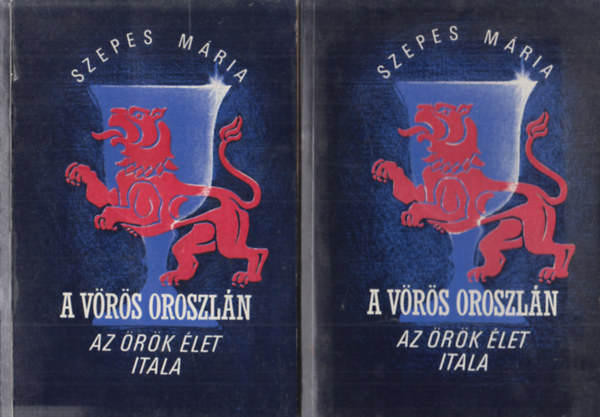 SZEPES MÁRIA
A VÖRÖS OROSZLÁN
AZ ÖRÖK ÉLET
ITALA
SZEPES MÁRIA
A VÖRÖS OROSZLÁN
AZ ÖRÖK ÉLET
ITALA